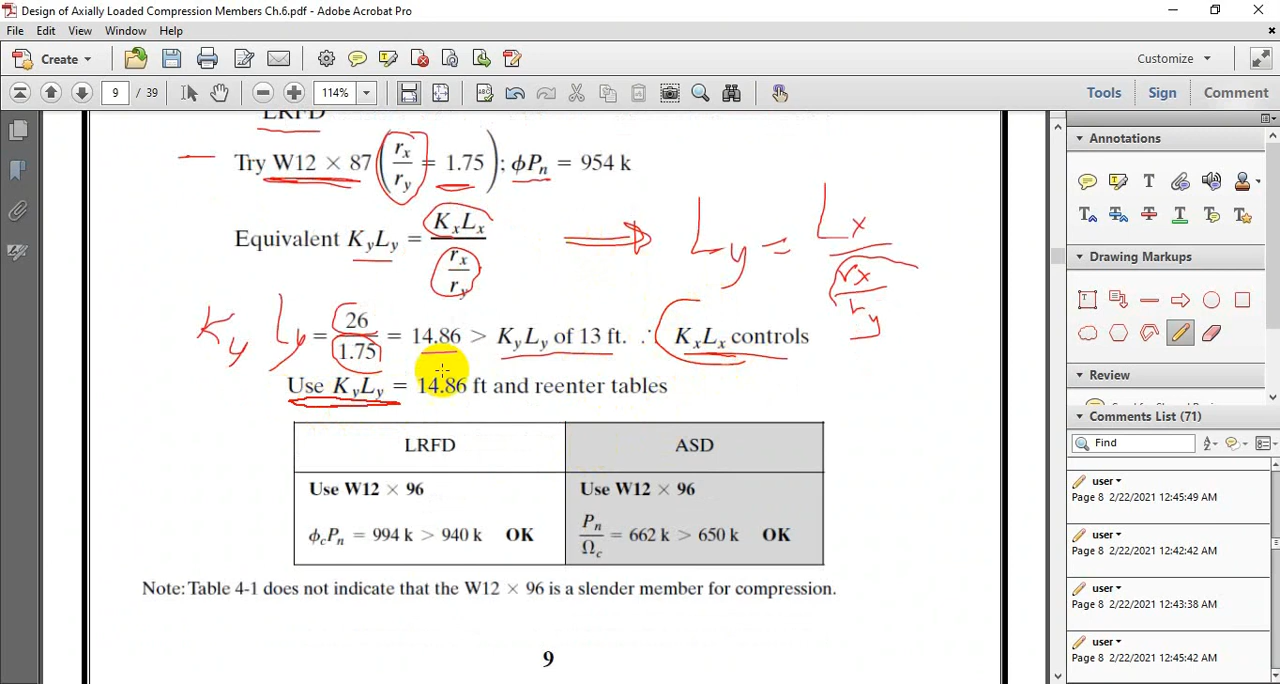 Design of Axially Loaded Compression Members Ch.6.pdf - Adobe Acrobat Pro
File Edit View Window Help
Create
Customize
9 / 39 114%
Tools Sign Comment
LRFD
Try W12 × 87 (rx/ry = 1.75); ϕPn = 954 k
Equivalent KyLy = KxLx / (rx/ry) ⟹ Ly = Lx / (rx/ry)
Ky Ly = 26/1.75 = 14.86 > KyLy of 13 ft. ∴ KxLx controls
Use KyLy = 14.86 ft and reenter tables
LRFD ASD
Use W12 × 96 Use W12 × 96
ϕcPn = 994 k > 940 k OK Pn/Ωc = 662 k > 650 k OK
Note: Table 4-1 does not indicate that the W12 × 96 is a slender member for compression.
9
Annotations
Drawing Markups
Review
Comments List (71)
Find
user
Page 8 2/22/2021 12:45:49 AM
user
Page 8 2/22/2021 12:42:42 AM
user
Page 8 2/22/2021 12:43:38 AM
user
Page 8 2/22/2021 12:45:42 AM